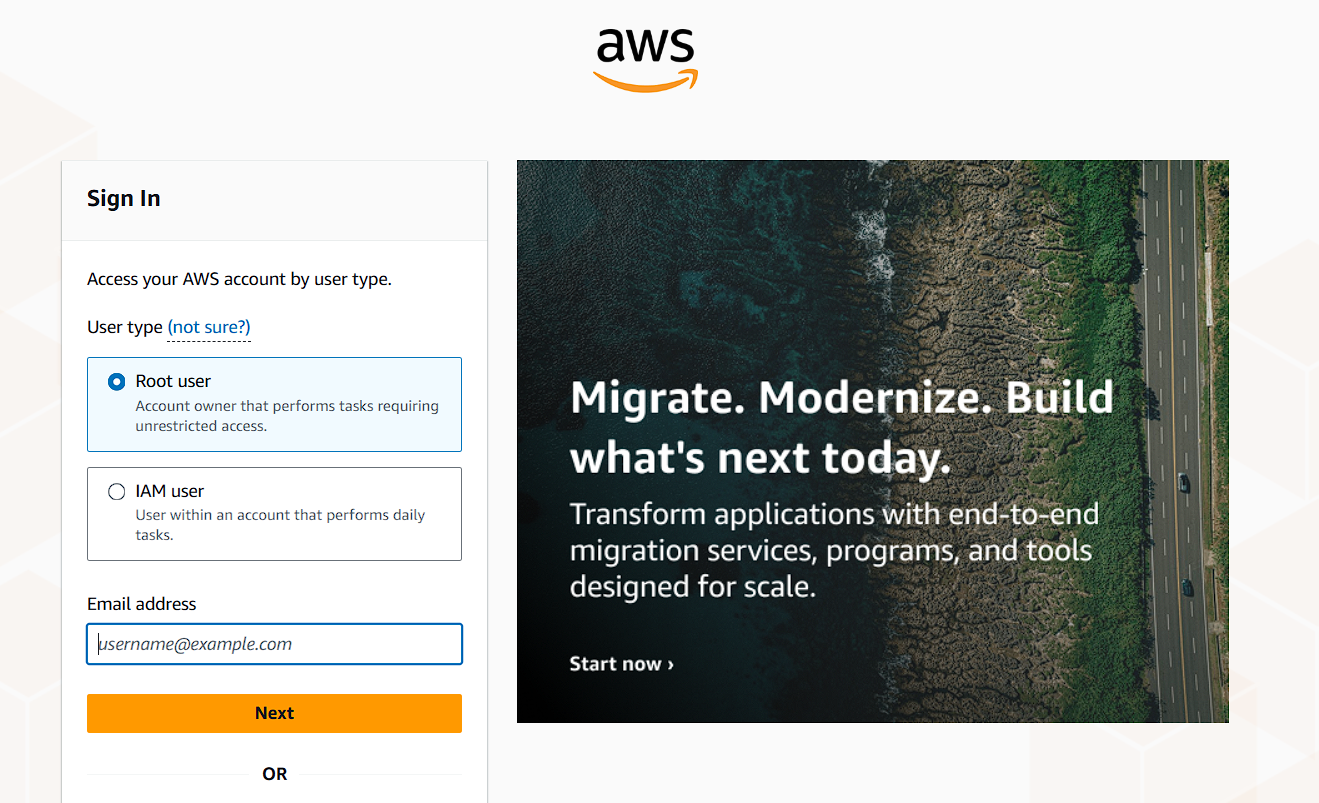 aws
Sign In
Access your AWS account by user type.
User type (not sure?)
Root user
Account owner that performs tasks requiring
unrestricted access.
IAM user
User within an account that performs daily
tasks.
Email address
username@example.com
Next
OR
Migrate. Modernize. Build
what's next today.
Transform applications with end-to-end
migration services, programs, and tools
designed for scale.
Start now ›